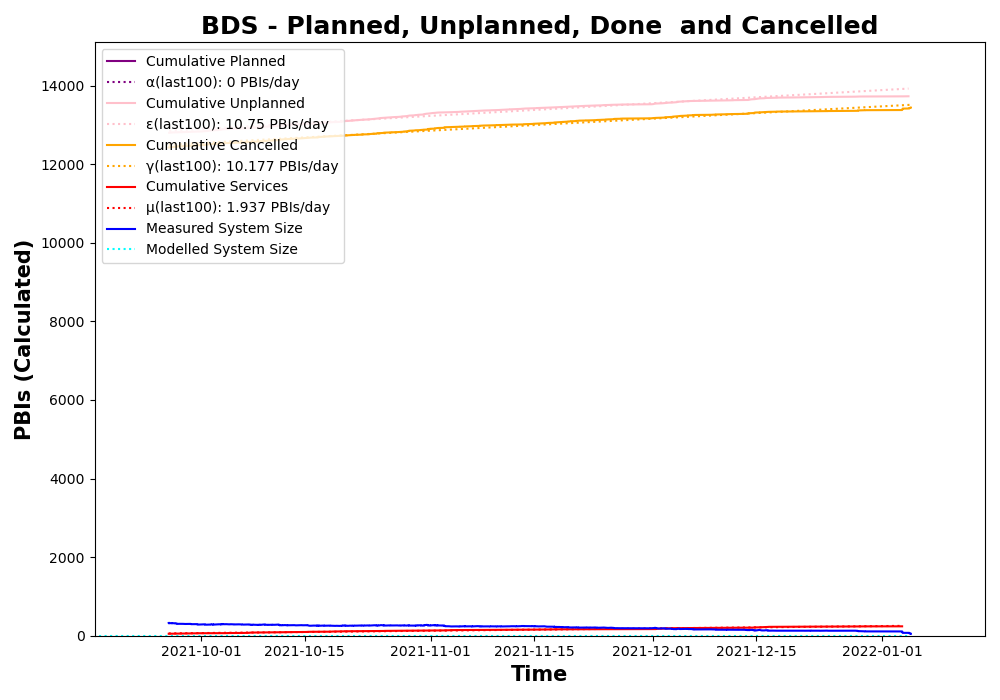 BDS - Planned, Unplanned, Done  and Cancelled
Cumulative Planned
α(last100): 0 PBIs/day
Cumulative Unplanned
ε(last100): 10.75 PBIs/day
Cumulative Cancelled
γ(last100): 10.177 PBIs/day
Cumulative Services
μ(last100): 1.937 PBIs/day
Measured System Size
Modelled System Size
PBIs (Calculated)
14000
12000
10000
8000
6000
4000
2000
0
2021-10-01 2021-10-15 2021-11-01 2021-11-15 2021-12-01 2021-12-15 2022-01-01
Time